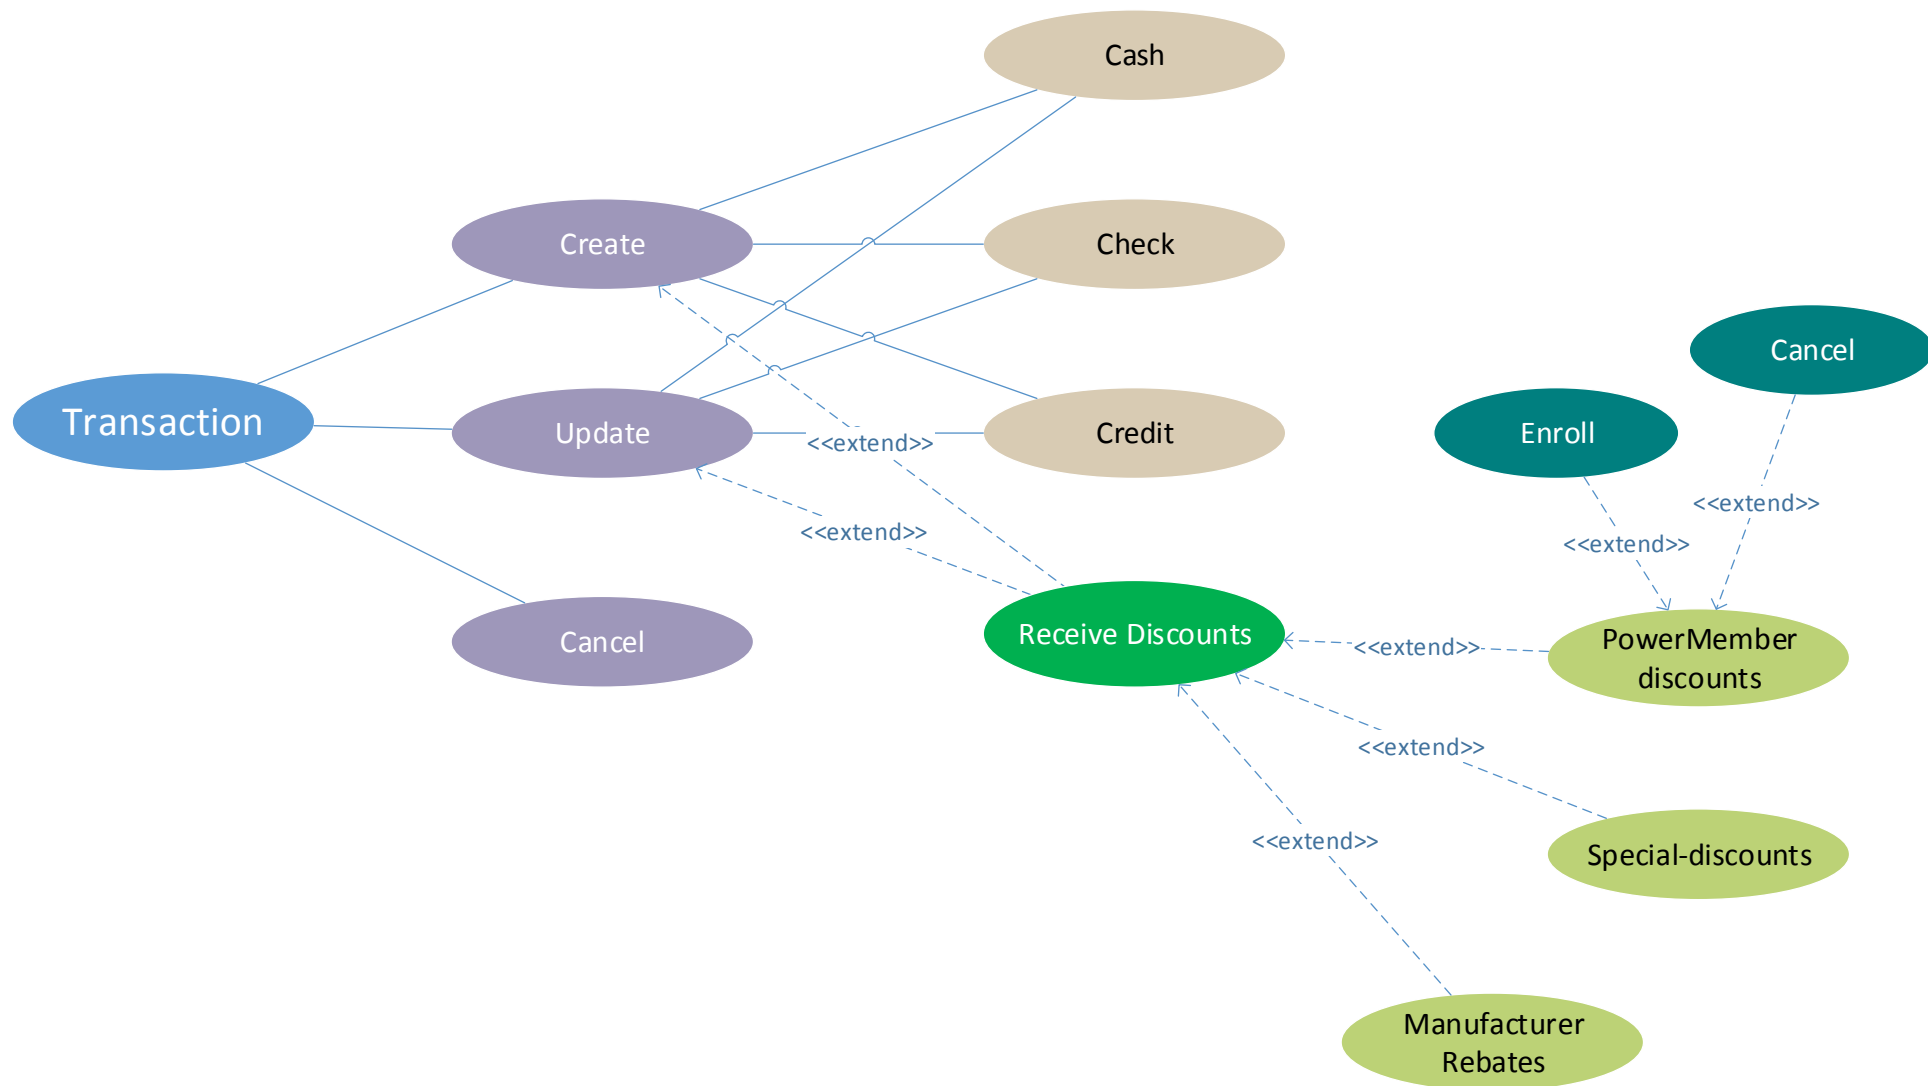 Cash
Create
Check
Cancel
Transaction
Update
<<extend>>
Credit
Enroll
<<extend>>
<<extend>>
<<extend>>
Cancel
Receive Discounts
<<extend>>
PowerMember
discounts
<<extend>>
<<extend>>
Special-discounts
Manufacturer
Rebates